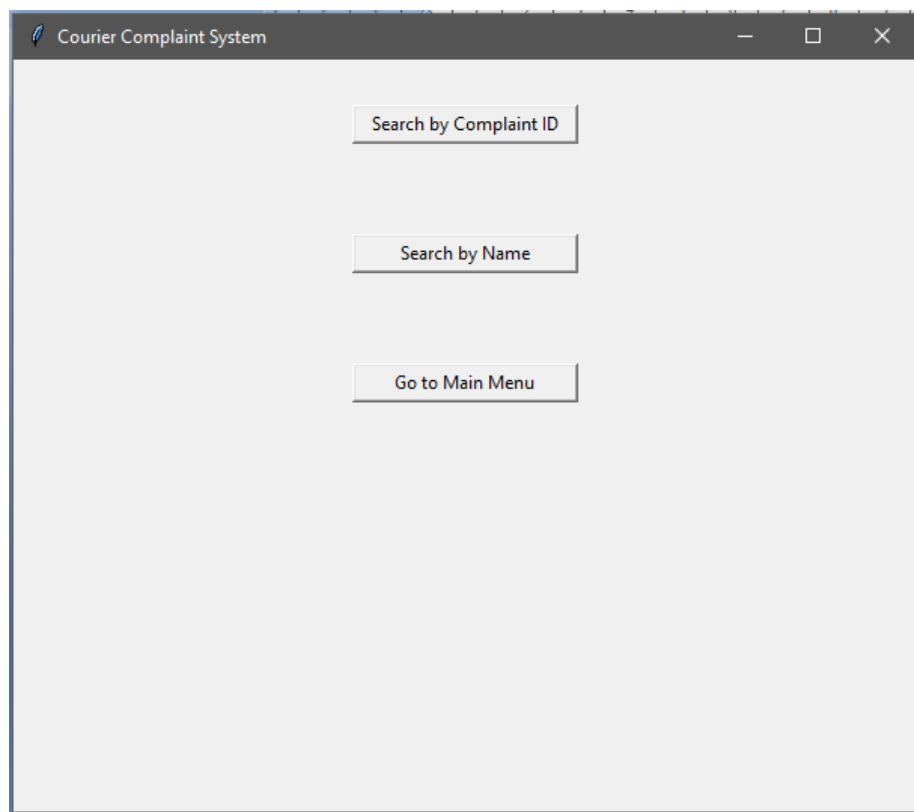 Courier Complaint System
Search by Complaint ID
Search by Name
Go to Main Menu